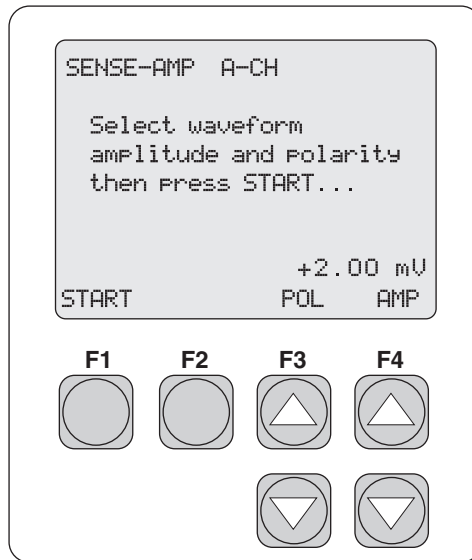 SENSE-AMP A-CH
Select waveform
amplitude and polarity
then press START...
+2.00 mV
START POL AMP
F1 F2 F3 F4